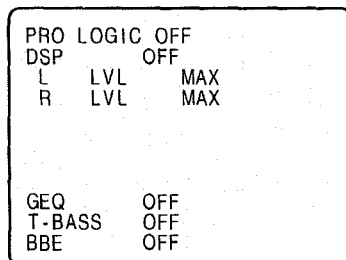 PRO LOGIC OFF
DSP OFF
L LVL MAX
R LVL MAX
GEQ OFF
T-BASS OFF
BBE OFF